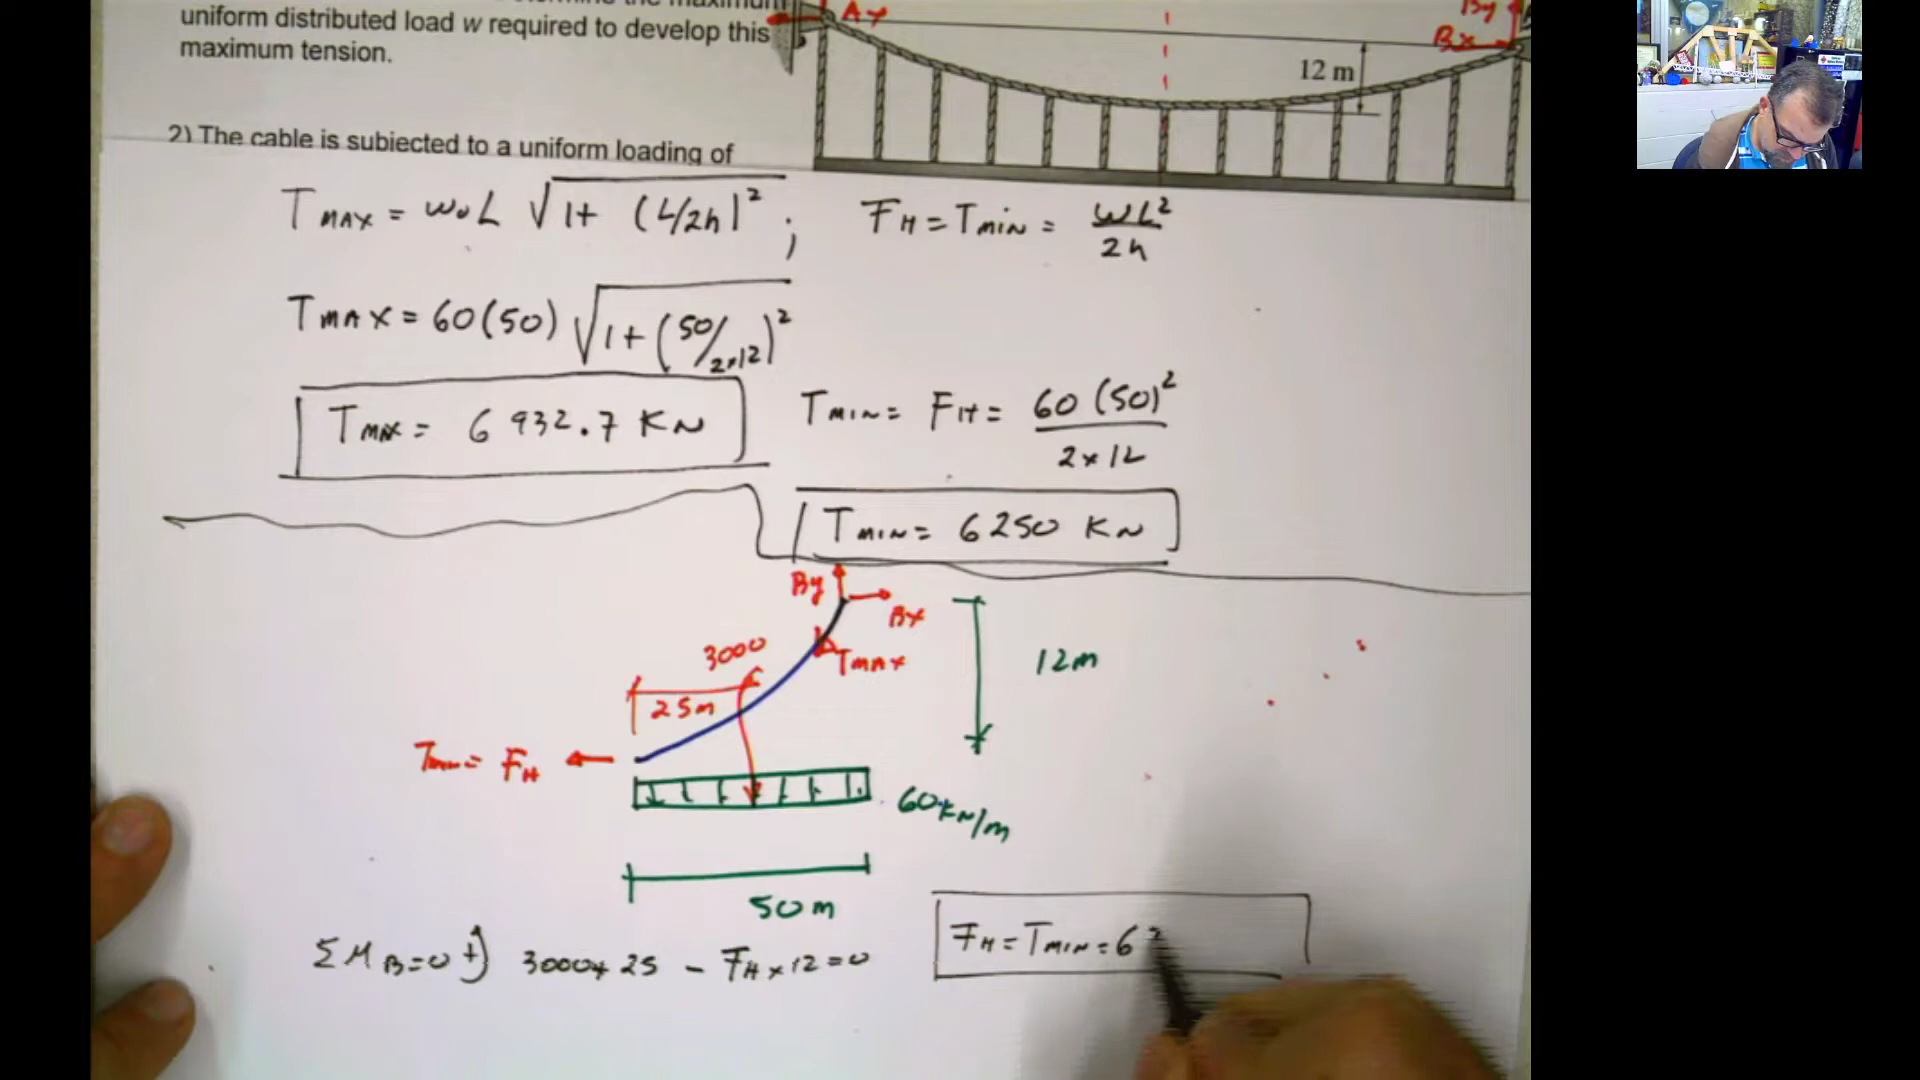 uniform distributed load w required to develop this
maximum tension.
Ay
By
Bx
12 m
2) The cable is subjected to a uniform loading of
TMAX = w₀L √1+ (L/2h)² ;
FH = Tmin = WL²/2h
TMAX = 60(50) √1+ (50/2×12)²
TMAX = 6932.7 KN
TMIN = FH = 60(50)²/2×12
TMIN = 6250 KN
By
Bx
3000
TMAX
12m
25m
Tmin = FH
60KN/m
50m
ΣMB=0 +) 3000*25 - FH×12=0
FH = TMIN = 62